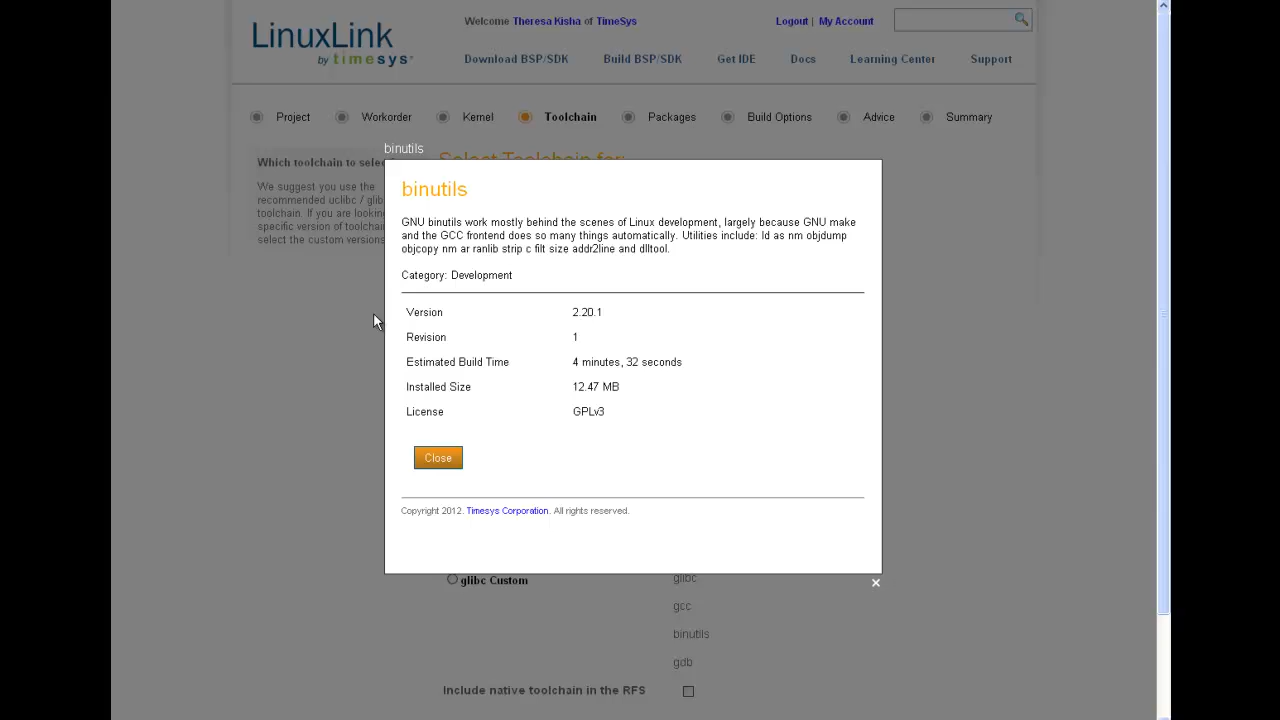 LinuxLink
by timesys
Welcome Theresa Kisha of TimeSys
Logout | My Account
Download BSP/SDK Build BSP/SDK Get IDE Docs Learning Center Support
Project Workorder Kernel Toolchain Packages Build Options Advice Summary
Which toolchain to select
We suggest you use the
recommended uclibc / glib
toolchain. If you are looking
specific version of toolchain
select the custom versions
Select Toolchain for:
binutils
binutils
GNU binutils work mostly behind the scenes of Linux development, largely because GNU make
and the GCC frontend does so many things automatically. Utilities include: ld as nm objdump
objcopy nm ar ranlib strip c filt size addr2line and dlltool.
Category: Development
Version 2.20.1
Revision 1
Estimated Build Time 4 minutes, 32 seconds
Installed Size 12.47 MB
License GPLv3
Close
Copyright 2012. Timesys Corporation. All rights reserved.
glibc Custom glibc
gcc
binutils
gdb
Include native toolchain in the RFS